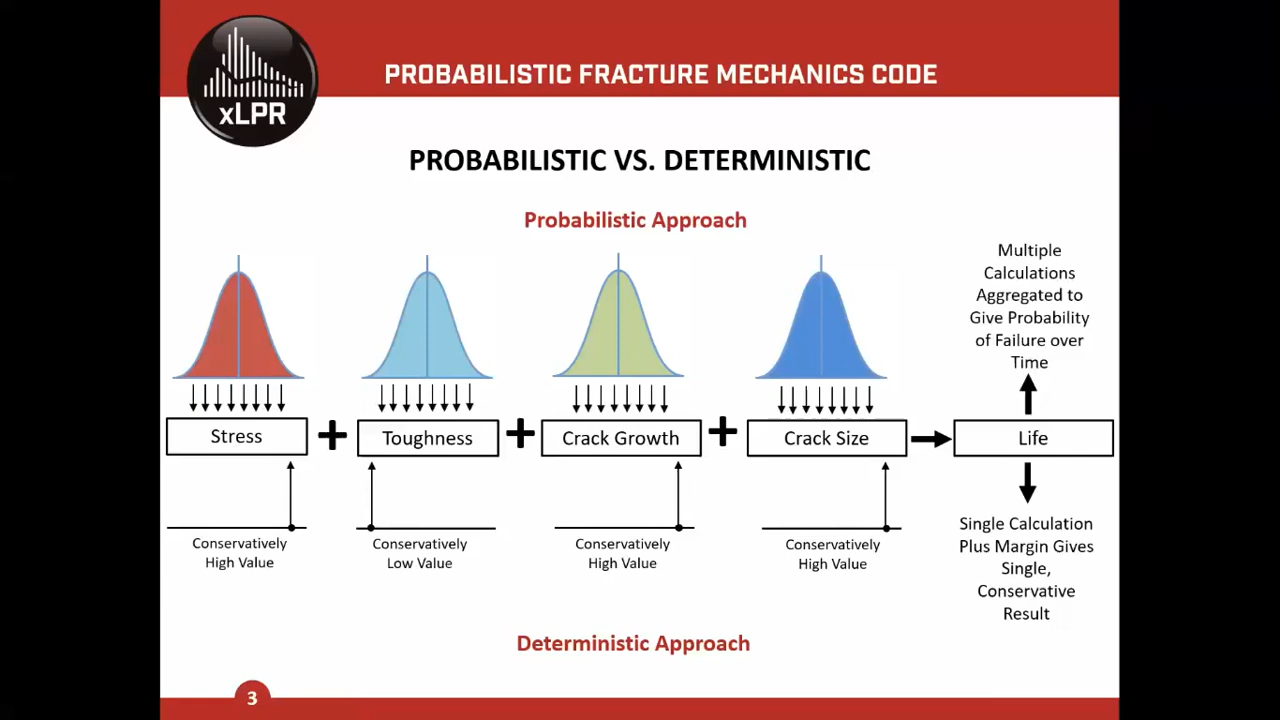 xLPR
PROBABILISTIC FRACTURE MECHANICS CODE
PROBABILISTIC VS. DETERMINISTIC
Probabilistic Approach
Multiple
Calculations
Aggregated to
Give Probability
of Failure over
Time
Stress
+
Toughness
+
Crack Growth
+
Crack Size
Life
Conservatively
High Value
Conservatively
Low Value
Conservatively
High Value
Conservatively
High Value
Single Calculation
Plus Margin Gives
Single,
Conservative
Result
Deterministic Approach
3